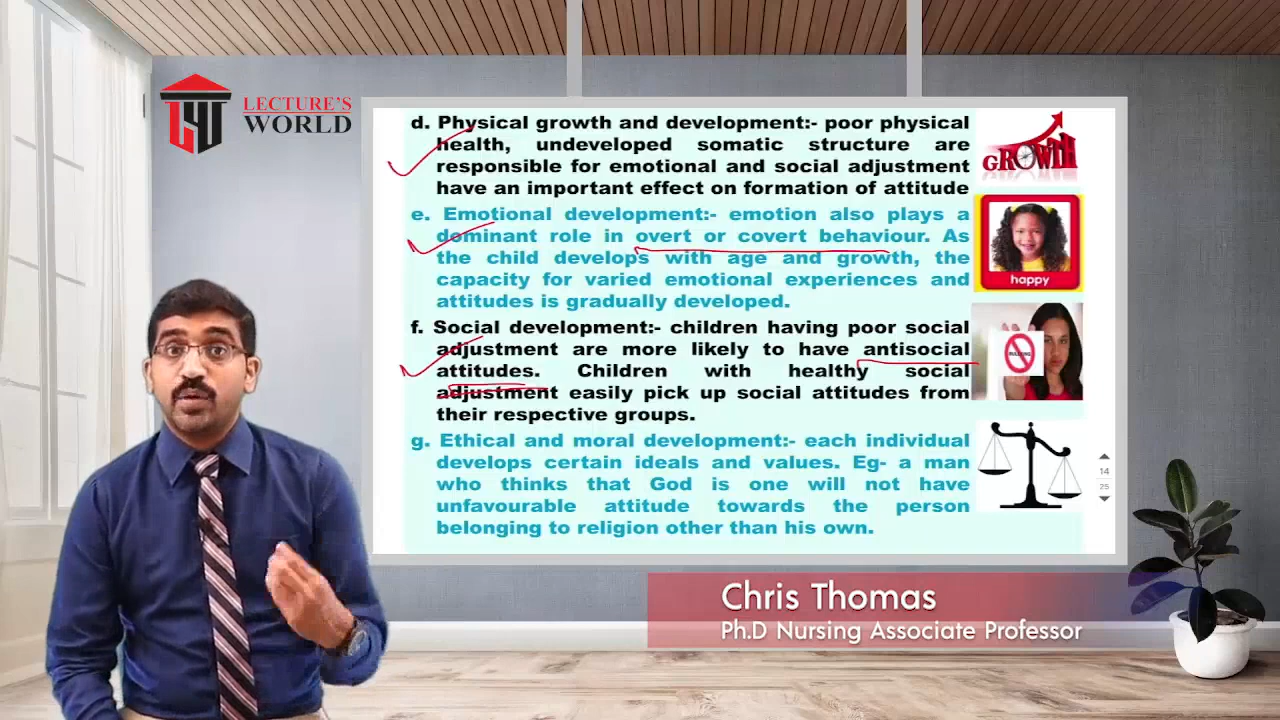 LECTURE'S
WORLD
d. Physical growth and development:- poor physical
health, undeveloped somatic structure are
responsible for emotional and social adjustment
have an important effect on formation of attitude
e. Emotional development:- emotion also plays a
dominant role in overt or covert behaviour. As
the child develops with age and growth, the
capacity for varied emotional experiences and
attitudes is gradually developed.
f. Social development:- children having poor social
adjustment are more likely to have antisocial
attitudes. Children with healthy social
adjustment easily pick up social attitudes from
their respective groups.
g. Ethical and moral development:- each individual
develops certain ideals and values. Eg- a man
who thinks that God is one will not have
unfavourable attitude towards the person
belonging to religion other than his own.
GROWTH
happy
BULLYING
14
25
Chris Thomas
Ph.D Nursing Associate Professor